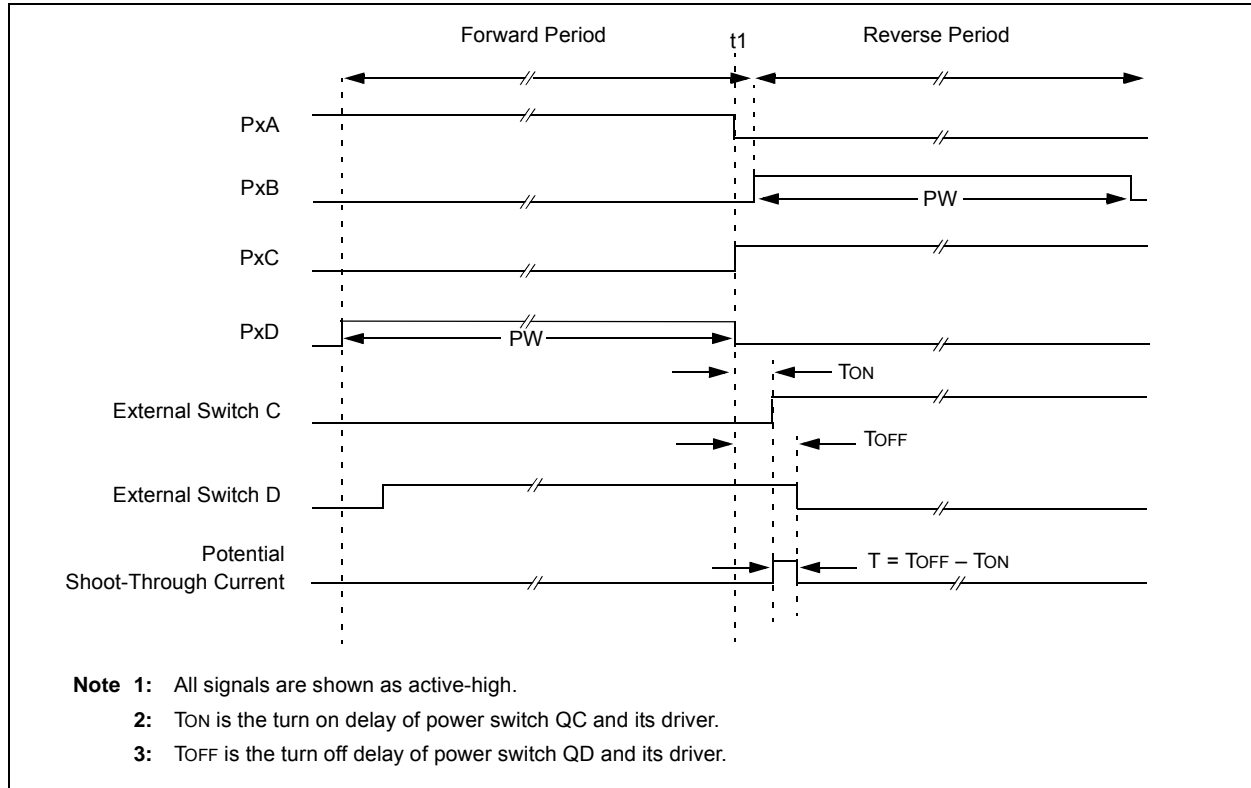 Forward Period
t1
Reverse Period
PxA
PxB
PW
PxC
PxD
PW
TON
External Switch C
TOFF
External Switch D
Potential
Shoot-Through Current
T = TOFF – TON
Note 1: All signals are shown as active-high.
2: TON is the turn on delay of power switch QC and its driver.
3: TOFF is the turn off delay of power switch QD and its driver.